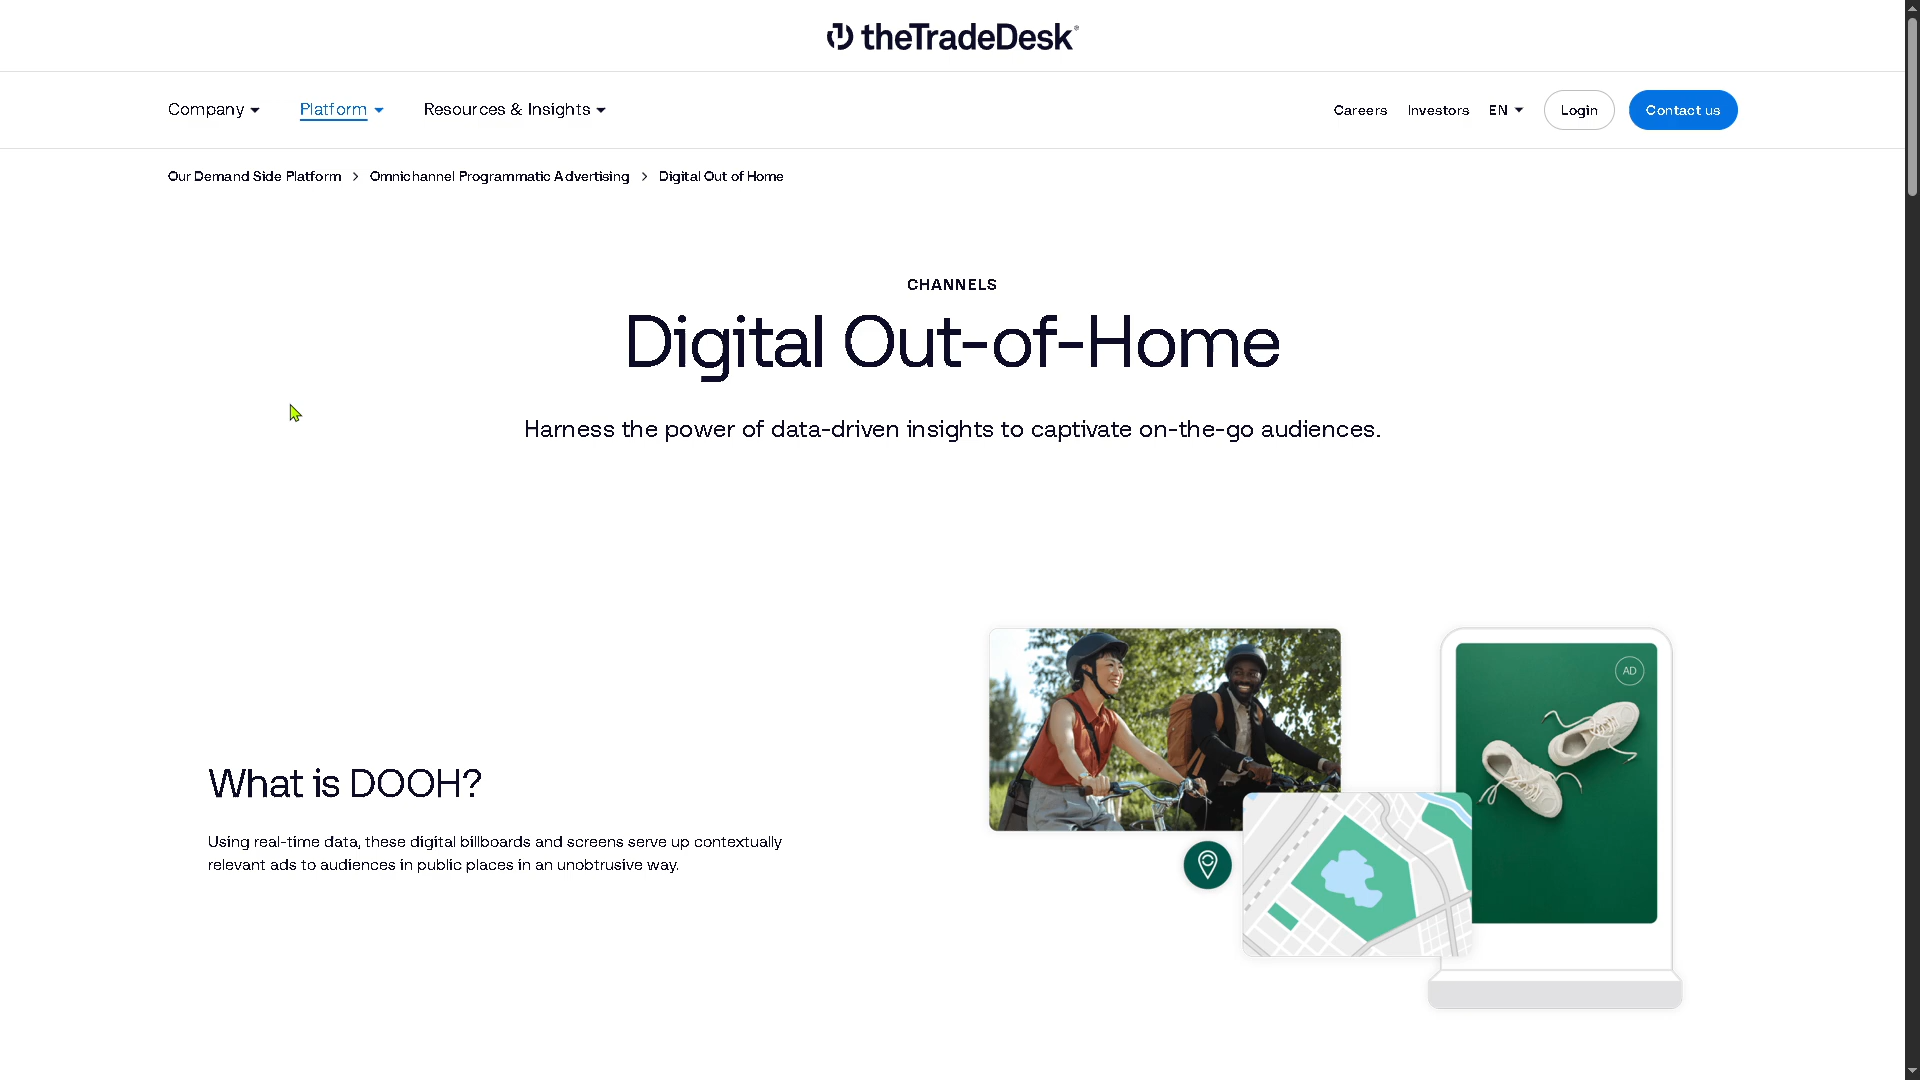 theTradeDesk®
Company
Platform
Resources & Insights
Careers
Investors
EN
Login
Contact us
Our Demand Side Platform > Omnichannel Programmatic Advertising > Digital Out of Home
CHANNELS
Digital Out-of-Home
Harness the power of data-driven insights to captivate on-the-go audiences.
AD
What is DOOH?
Using real-time data, these digital billboards and screens serve up contextually
relevant ads to audiences in public places in an unobtrusive way.